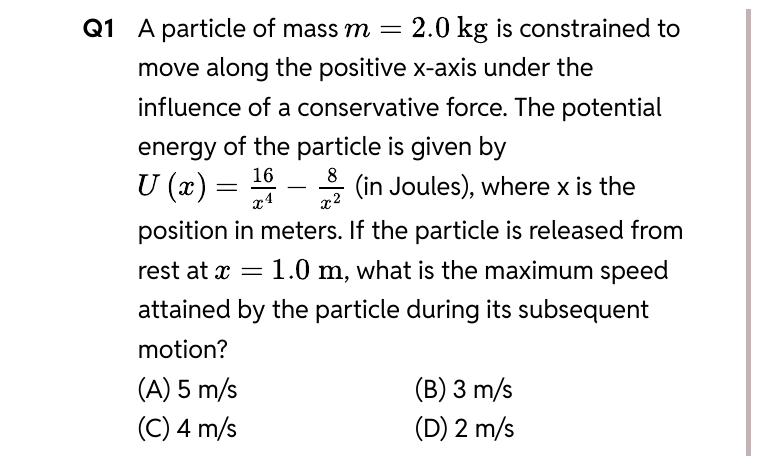 Q1 A particle of mass m = 2.0 kg is constrained to
move along the positive x-axis under the
influence of a conservative force. The potential
energy of the particle is given by
U (x) = 16/x⁴ − 8/x² (in Joules), where x is the
position in meters. If the particle is released from
rest at x = 1.0 m, what is the maximum speed
attained by the particle during its subsequent
motion?
(A) 5 m/s (B) 3 m/s
(C) 4 m/s (D) 2 m/s